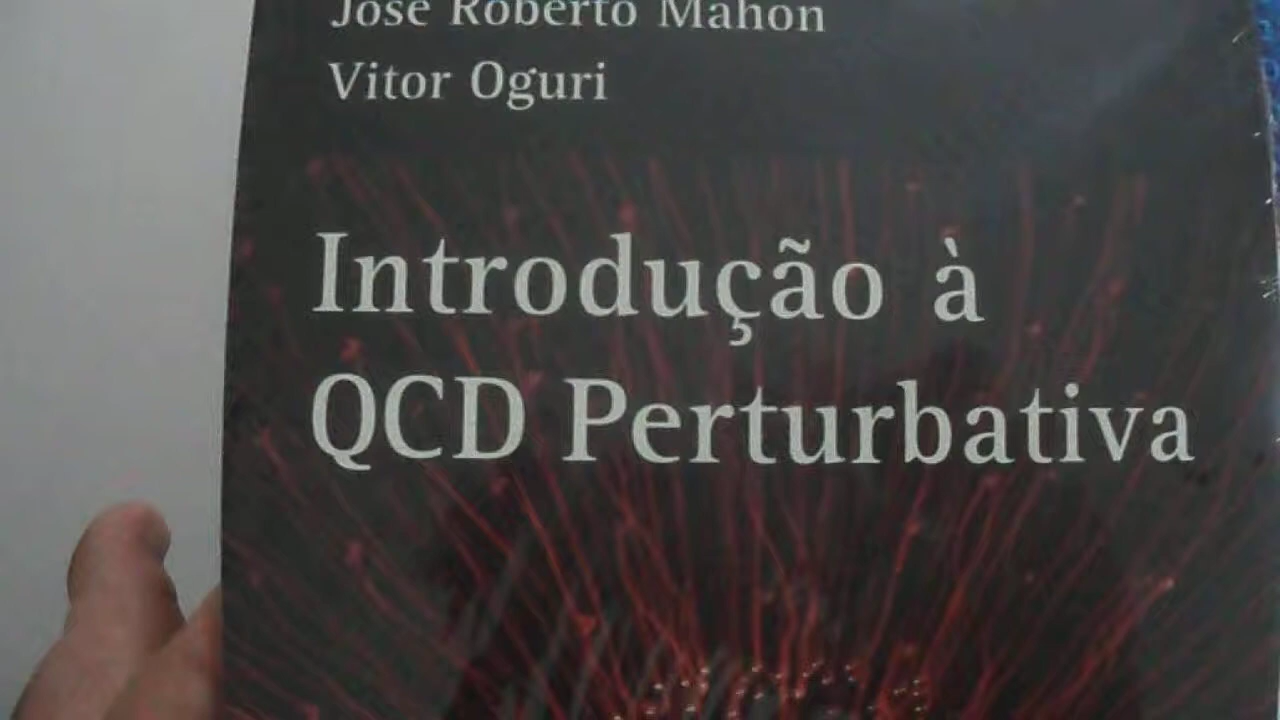 José Roberto Mahon
Vitor Oguri
Introdução à
QCD Perturbativa